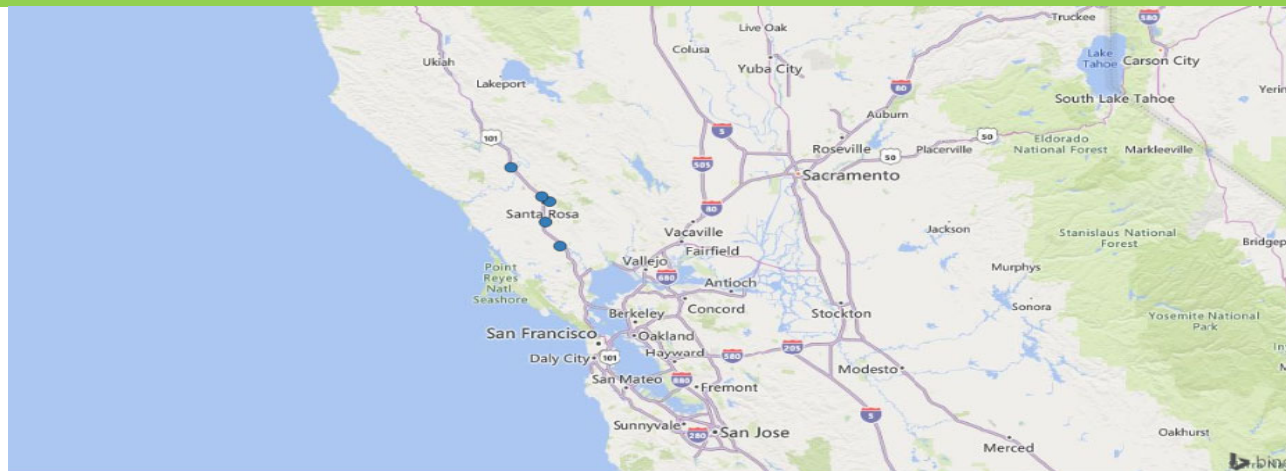 Truckee
580
Live Oak
Colusa
Lake
Tahoe
Carson City
Ukiah
Yuba City
Lakeport
80
South Lake Tahoe
Auburn
5
101
Roseville
50
Placerville
50
Eldorado
National Forest
Markleeville
505
Sacramento
80
Santa Rosa
Vacaville
Jackson
Stanislaus National
Forest
Fairfield
Point
Reyes
Natl
Seashore
Vallejo
680
Antioch
Murphys
Concord
Stockton
Sonora
Berkeley
Yosemite National
Park
San Francisco
Oakland
205
Daly City
101
Hayward
580
San Mateo
880
Fremont
Modesto
5
Sunnyvale
280
San Jose
Merced
Oakhurst
bing